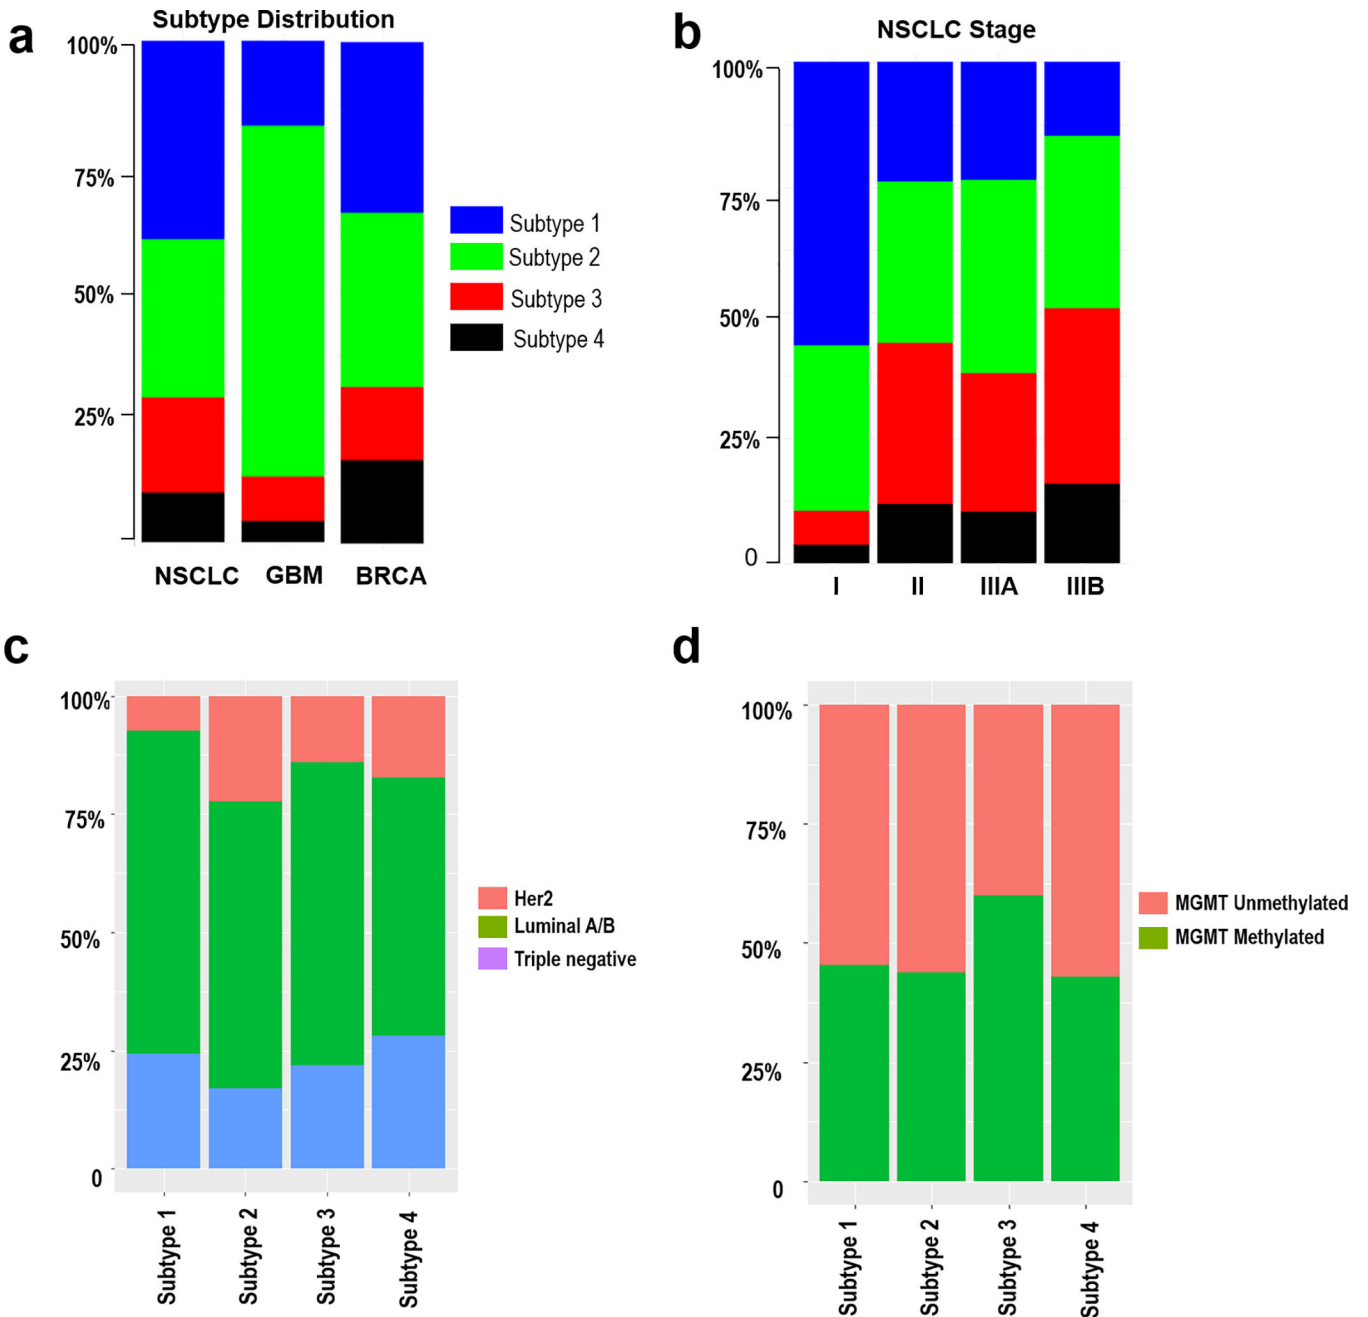 a
Subtype Distribution
100%
75%
50%
25%
NSCLC
GBM
BRCA
Subtype 1
Subtype 2
Subtype 3
Subtype 4
b
NSCLC Stage
100%
75%
50%
25%
0
I
II
IIIA
IIIB
c
100%
75%
50%
25%
0
Subtype 1
Subtype 2
Subtype 3
Subtype 4
Her2
Luminal A/B
Triple negative
d
100%
75%
50%
25%
0
Subtype 1
Subtype 2
Subtype 3
Subtype 4
MGMT Unmethylated
MGMT Methylated